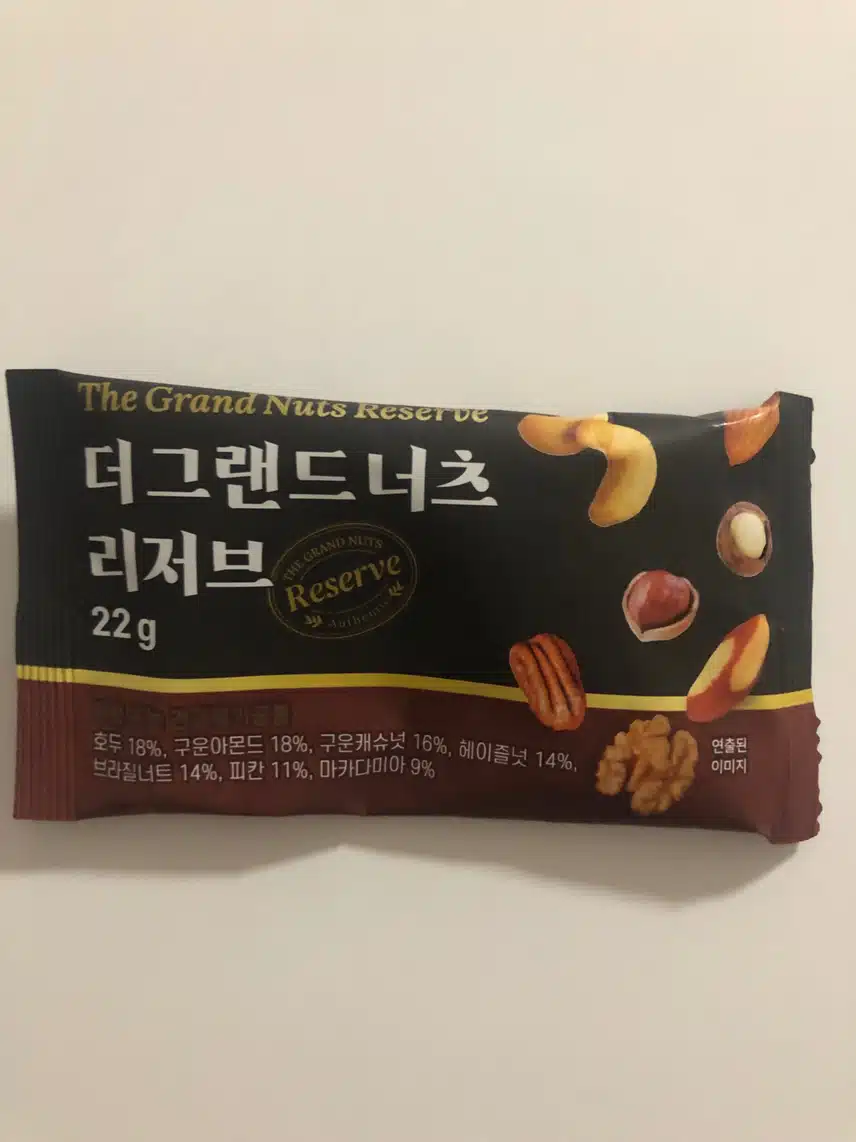 The Grand Nuts Reserve
더그랜드너츠
리저브
THE GRAND NUTS
Reserve
Authentic
22 g
호두 18%, 구운아몬드 18%, 구운캐슈넛 16%, 헤이즐넛 14%,
브라질너트 14%, 피칸 11%, 마카다미아 9%
연출된
이미지